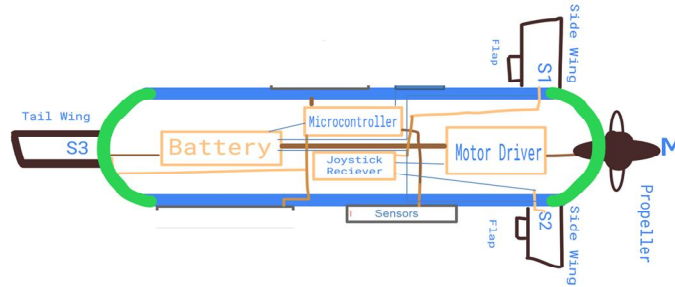 Side Wing
Flap
S1
Tail Wing
S3
Battery
Microcontroller
Joystick
Reciever
Motor Driver
M
Sensors
S2
Flap
Side Wing
Propeller